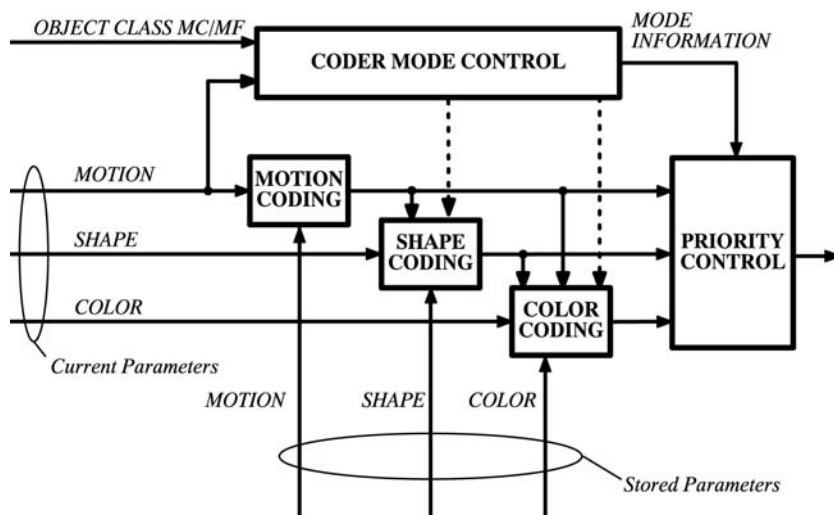 OBJECT CLASS MC/MF
MODE
INFORMATION
CODER MODE CONTROL
MOTION
MOTION
CODING
SHAPE
SHAPE
CODING
PRIORITY
CONTROL
COLOR
COLOR
CODING
Current Parameters
MOTION
SHAPE
COLOR
Stored Parameters